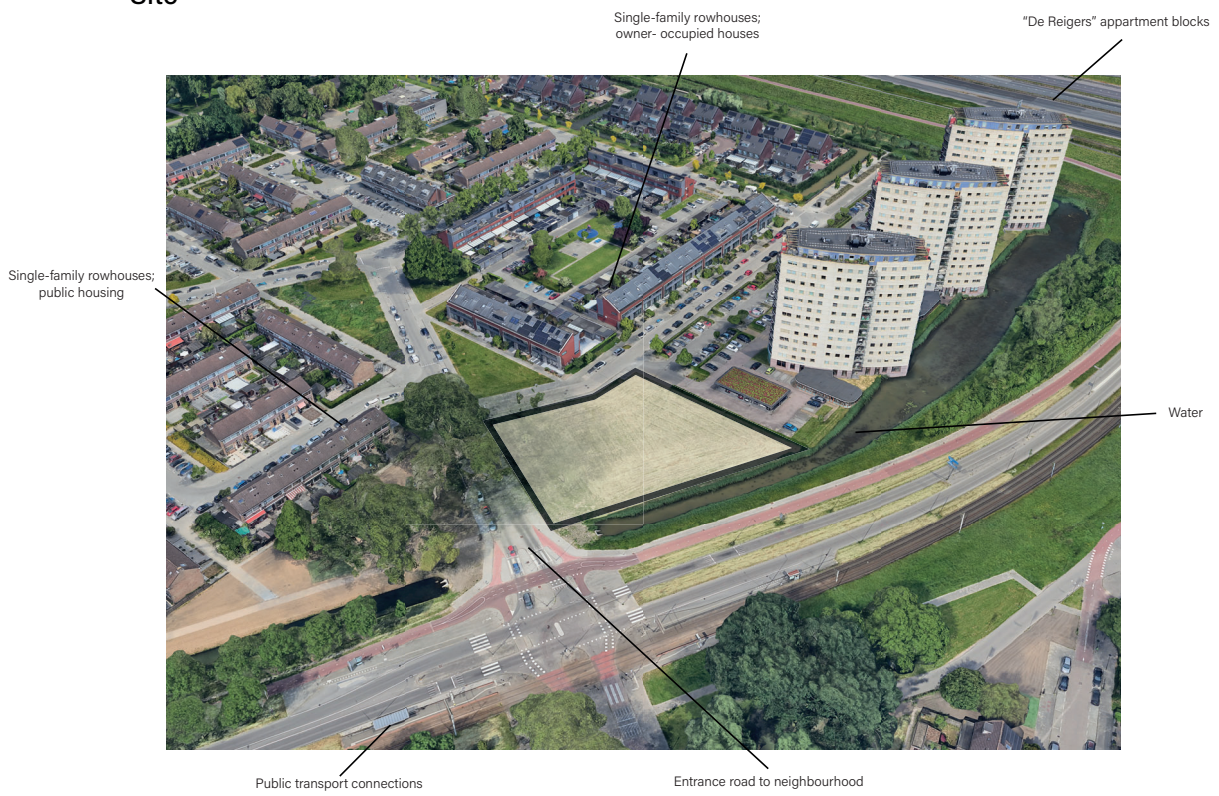 Site
Single-family rowhouses;
owner- occupied houses
“De Reigers” appartment blocks
Single-family rowhouses;
public housing
Water
Public transport connections
Entrance road to neighbourhood